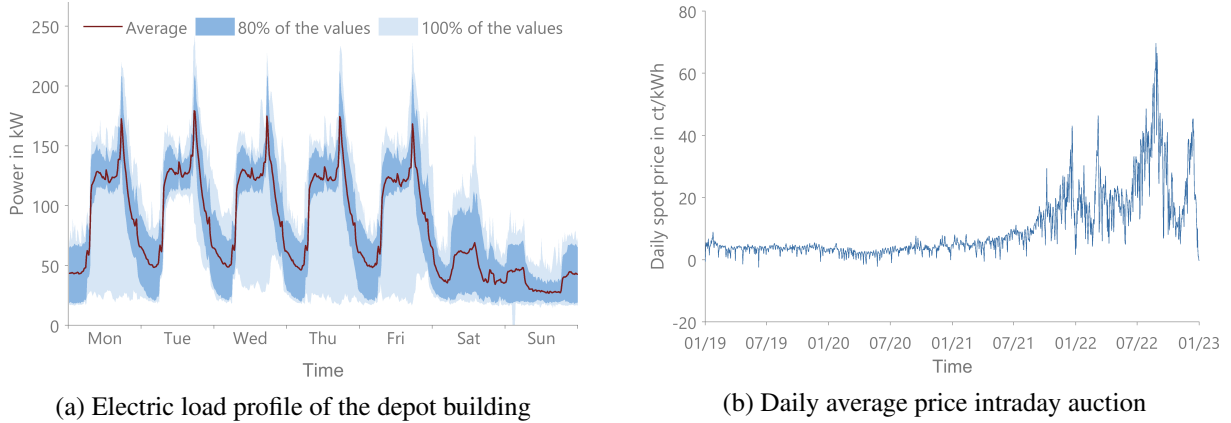 Average 80% of the values 100% of the values
Power in kW
250
200
150
100
50
0
Mon Tue Wed Thu Fri Sat Sun
Time
(a) Electric load profile of the depot building
Daily spot price in ct/kWh
80
60
40
20
0
-20
01/19 07/19 01/20 07/20 01/21 07/21 01/22 07/22 01/23
Time
(b) Daily average price intraday auction